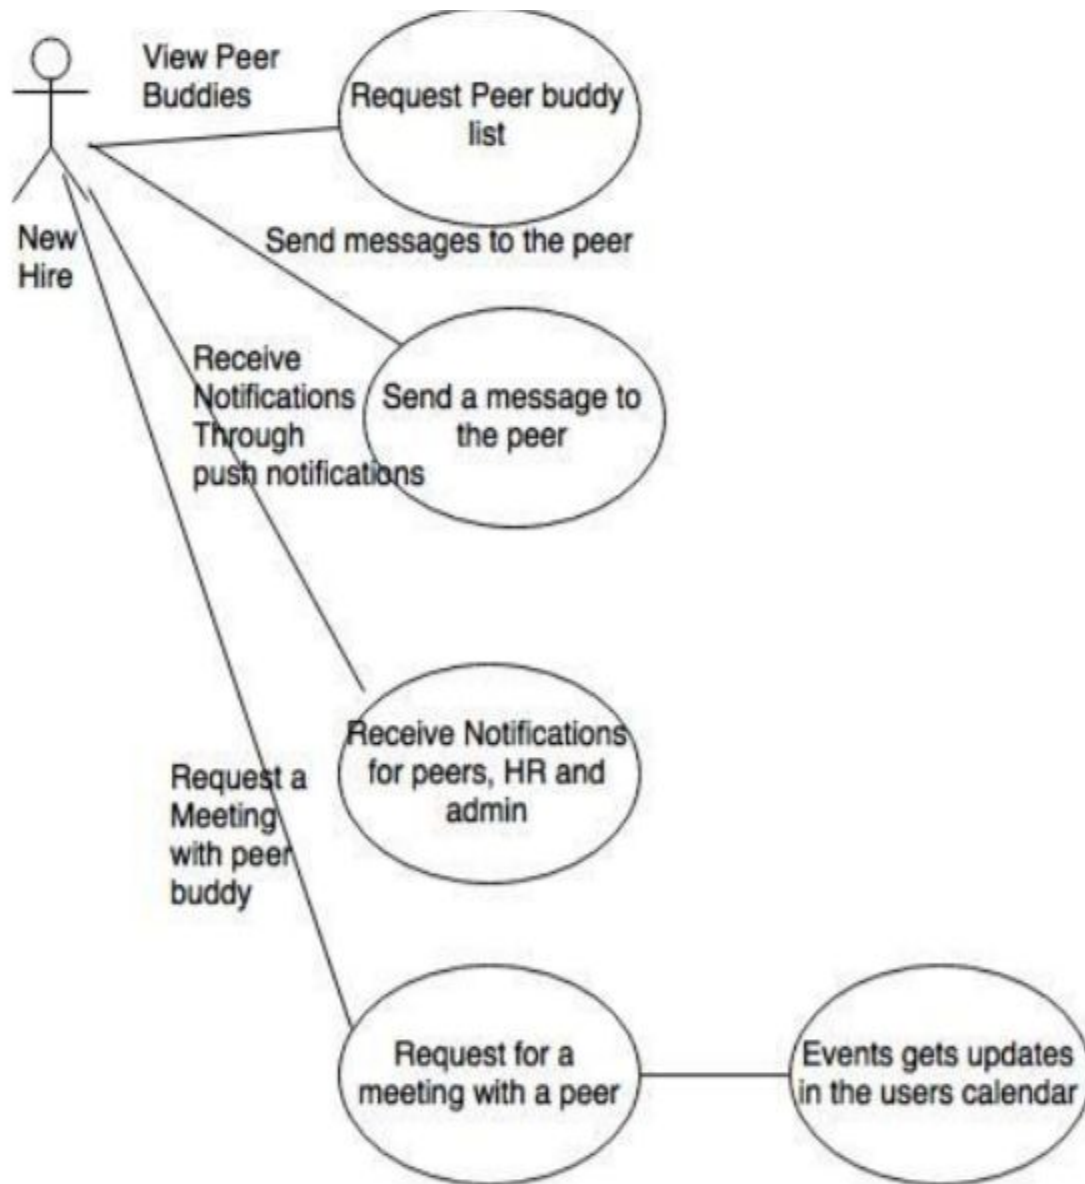 View Peer
Buddies
Request Peer buddy
list
New
Hire
Send messages to the peer
Receive
Notifications
Through
push notifications
Send a message to
the peer
Receive Notifications
for peers, HR and
admin
Request a
Meeting
with peer
buddy
Request for a
meeting with a peer
Events gets updates
in the users calendar